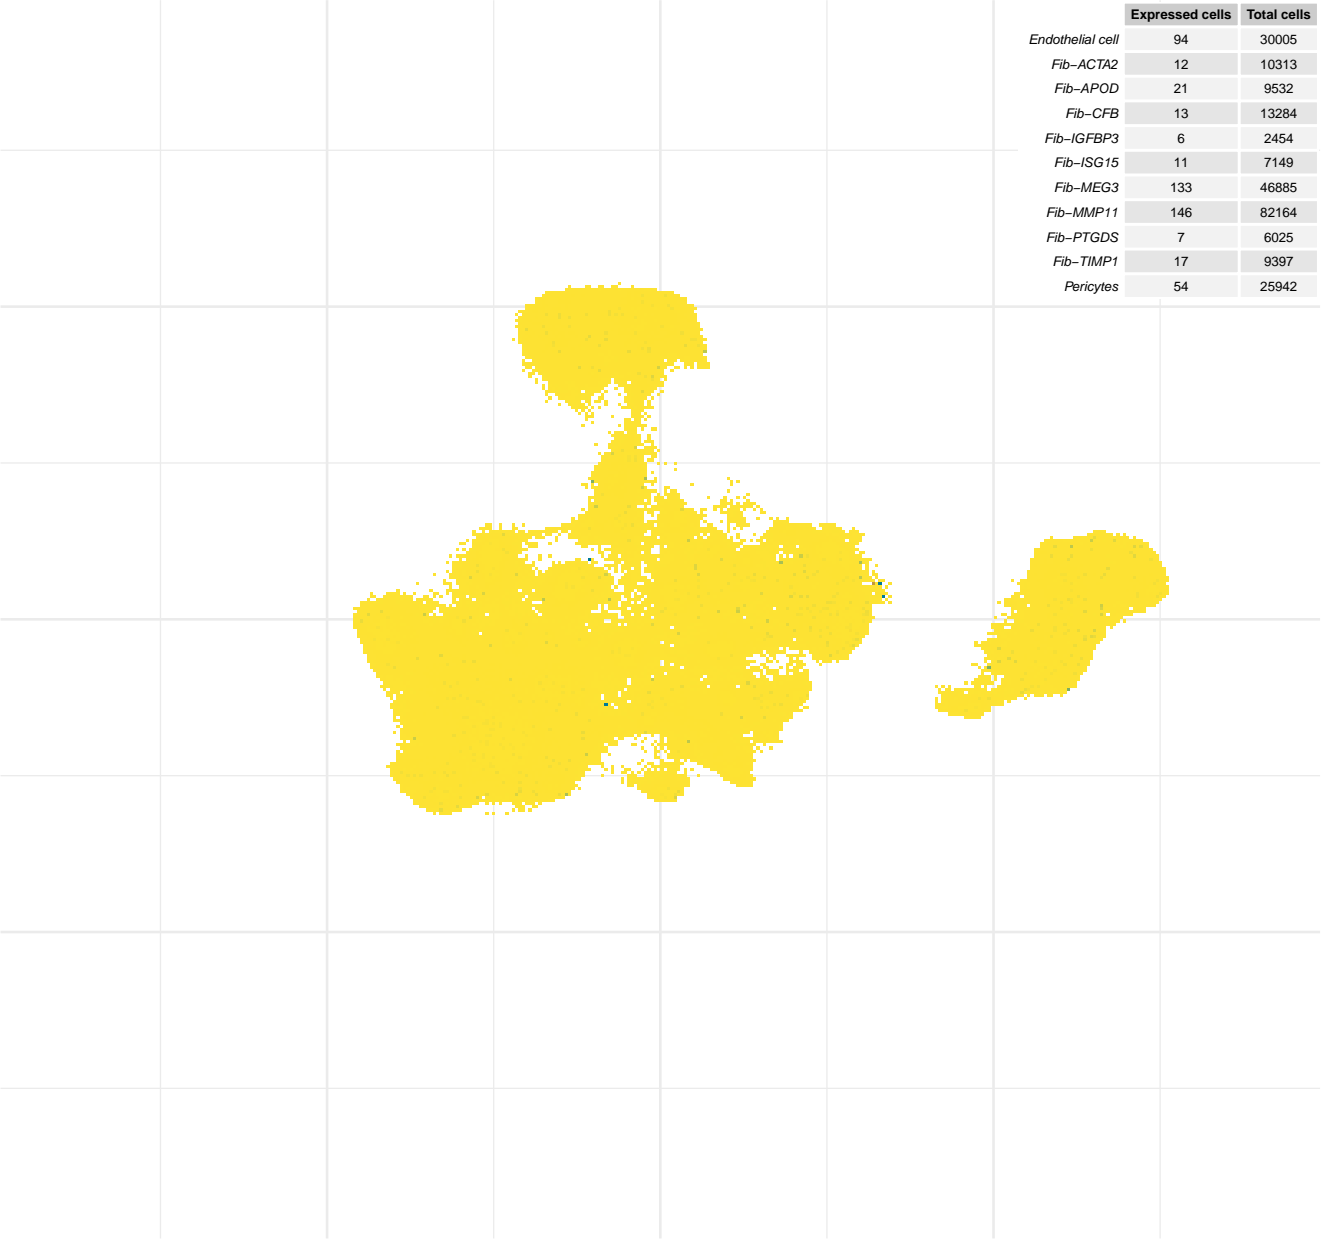 Expressed cells Total cells
Endothelial cell 94 30005
Fib−ACTA2 12 10313
Fib−APOD 21 9532
Fib−CFB 13 13284
Fib−IGFBP3 6 2454
Fib−ISG15 11 7149
Fib−MEG3 133 46885
Fib−MMP11 146 82164
Fib−PTGDS 7 6025
Fib−TIMP1 17 9397
Pericytes 54 25942